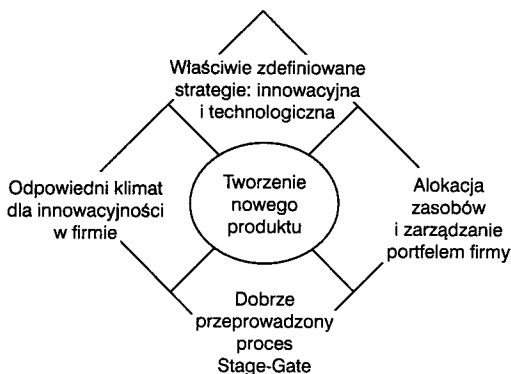 Właściwie zdefiniowane
strategie: innowacyjna
i technologiczna
Odpowiedni klimat
dla innowacyjności
w firmie
Tworzenie
nowego
produktu
Alokacja
zasobów
i zarządzanie
portfelem firmy
Dobrze
przeprowadzony
proces
Stage-Gate